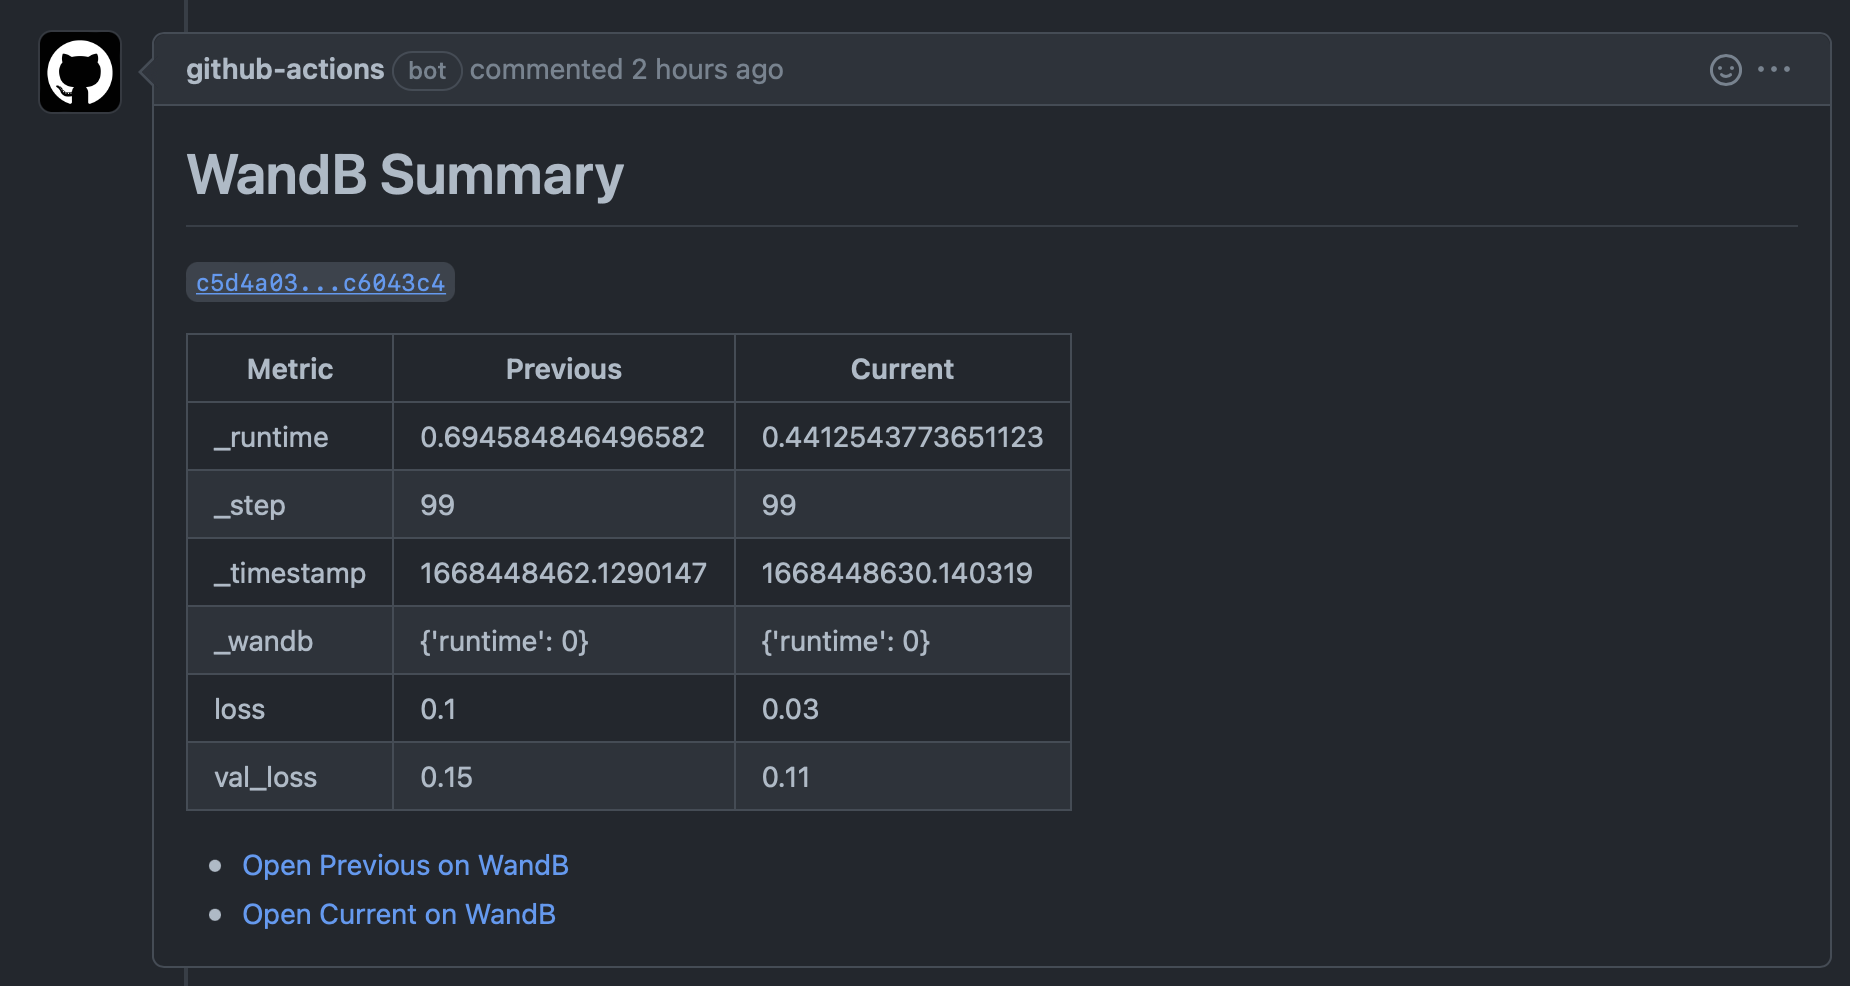 github-actions bot commented 2 hours ago
WandB Summary
c5d4a03...c6043c4
Metric Previous Current
_runtime 0.694584846496582 0.4412543773651123
_step 99 99
_timestamp 1668448462.1290147 1668448630.140319
_wandb {'runtime': 0} {'runtime': 0}
loss 0.1 0.03
val_loss 0.15 0.11
Open Previous on WandB
Open Current on WandB